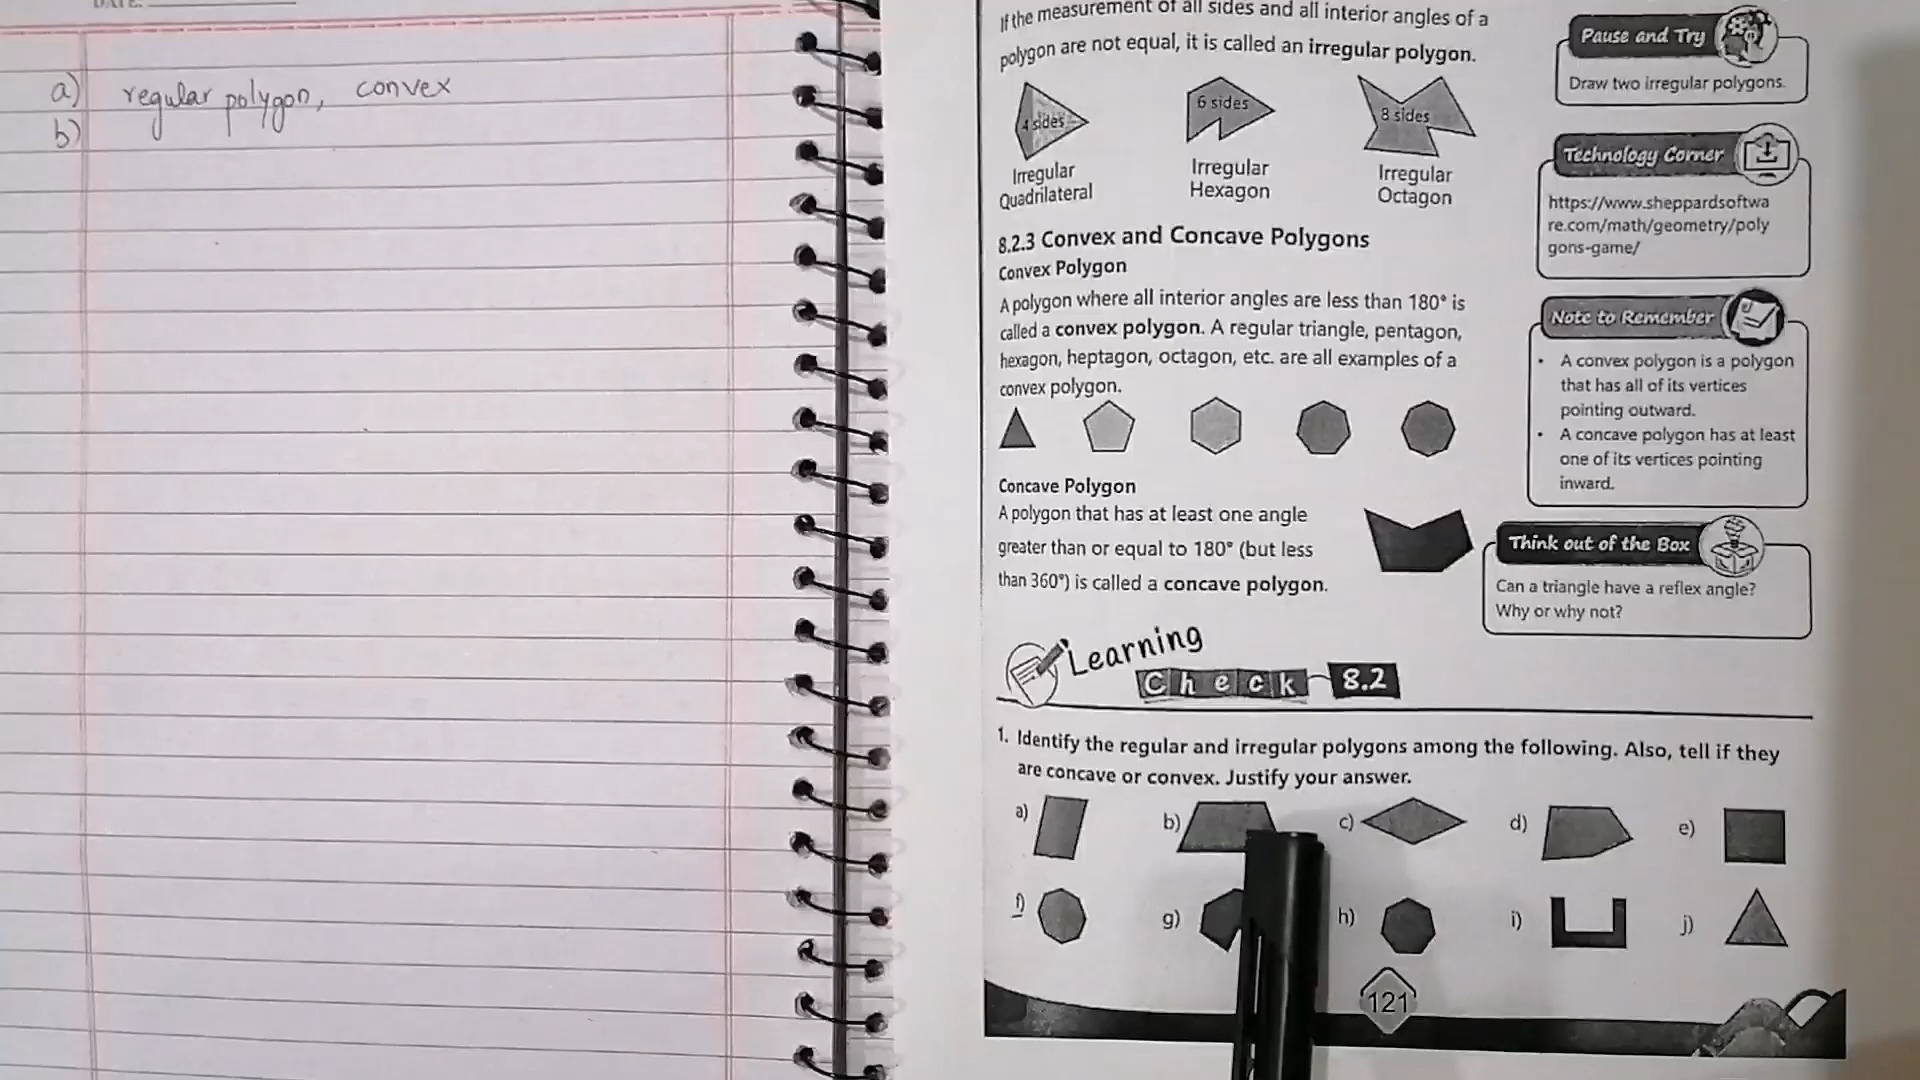 DATE:
a) regular polygon, convex
b)
If the measurement of all sides and all interior angles of a
polygon are not equal, it is called an irregular polygon.
4 sides
6 sides
8 sides
Irregular
Quadrilateral
Irregular
Hexagon
Irregular
Octagon
8.2.3 Convex and Concave Polygons
Convex Polygon
A polygon where all interior angles are less than 180° is
called a convex polygon. A regular triangle, pentagon,
hexagon, heptagon, octagon, etc. are all examples of a
convex polygon.
Concave Polygon
A polygon that has at least one angle
greater than or equal to 180° (but less
than 360°) is called a concave polygon.
Pause and Try
Draw two irregular polygons.
Technology Corner
https://www.sheppardsoftwa
re.com/math/geometry/poly
gons-game/
Note to Remember
• A convex polygon is a polygon
that has all of its vertices
pointing outward.
• A concave polygon has at least
one of its vertices pointing
inward.
Think out of the Box
Can a triangle have a reflex angle?
Why or why not?
Learning
Check 8.2
1. Identify the regular and irregular polygons among the following. Also, tell if they
are concave or convex. Justify your answer.
a) b) c) d) e)
f) g) h) i) j)
121